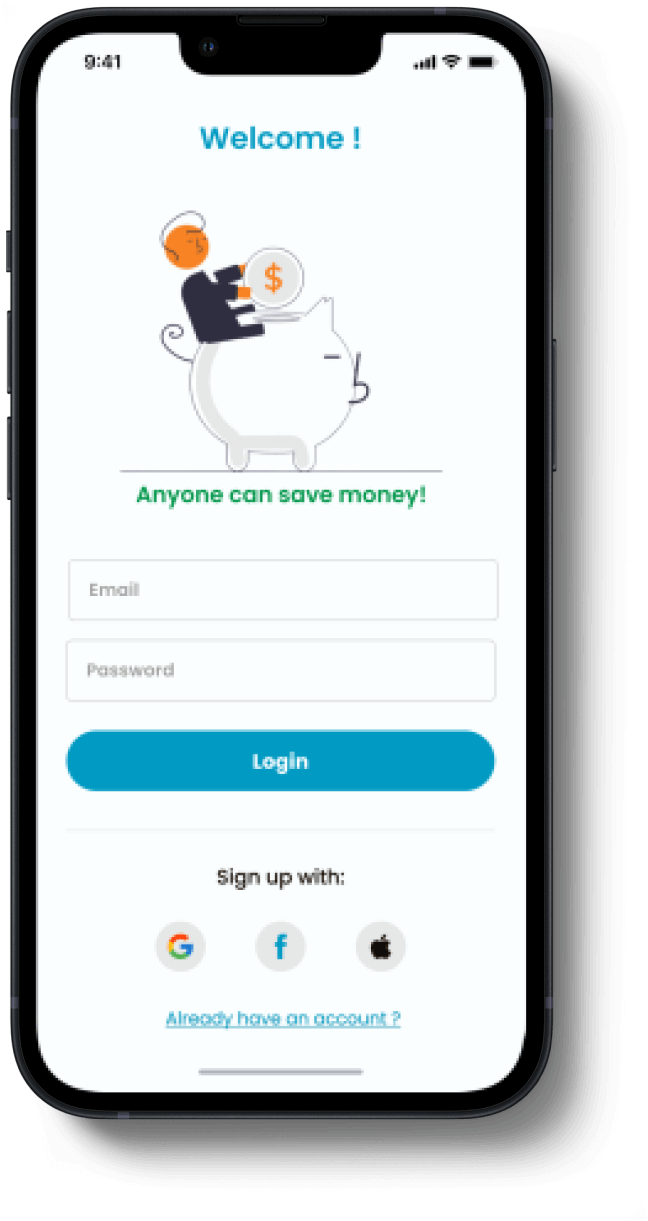 9:41
Welcome !
$
Anyone can save money!
Email
Password
Login
Sign up with:
G f
Already have an account ?